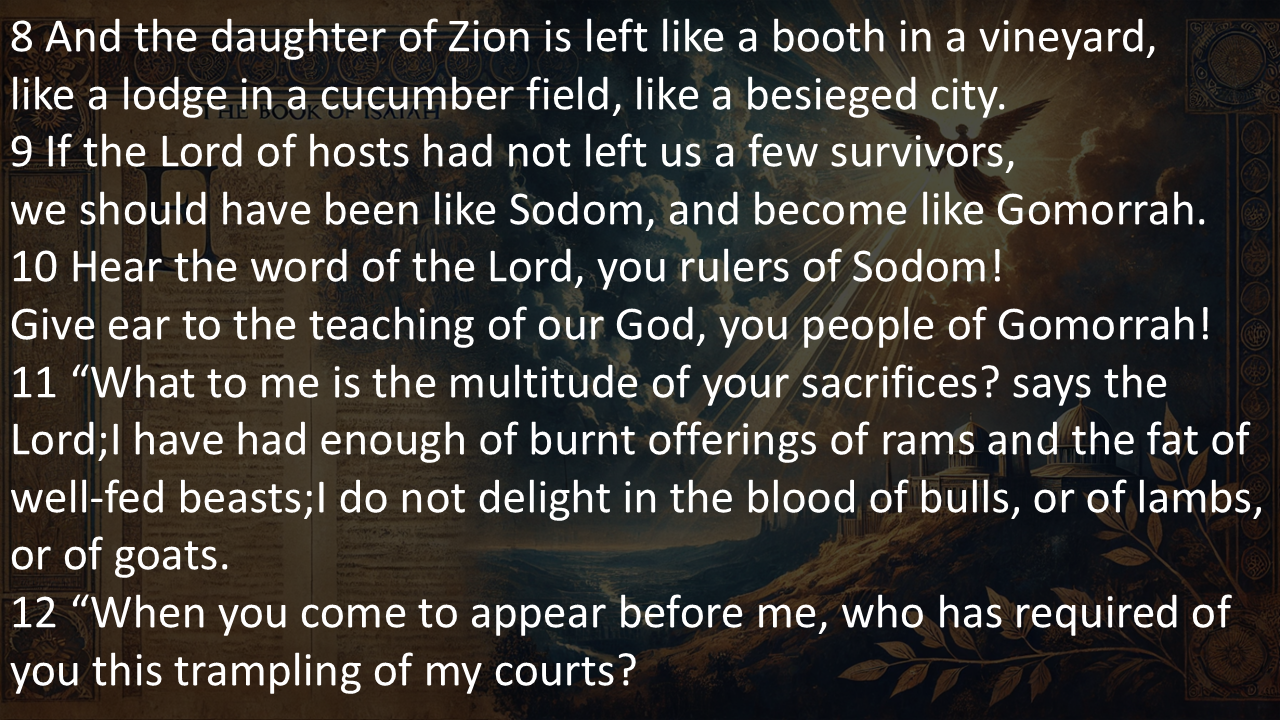 8 And the daughter of Zion is left like a booth in a vineyard,
like a lodge in a cucumber field, like a besieged city.
THE BOOK OF ISAIAH
9 If the Lord of hosts had not left us a few survivors,
we should have been like Sodom, and become like Gomorrah.
10 Hear the word of the Lord, you rulers of Sodom!
Give ear to the teaching of our God, you people of Gomorrah!
11 “What to me is the multitude of your sacrifices? says the
Lord;I have had enough of burnt offerings of rams and the fat of
well-fed beasts;I do not delight in the blood of bulls, or of lambs,
or of goats.
12 “When you come to appear before me, who has required of
you this trampling of my courts?